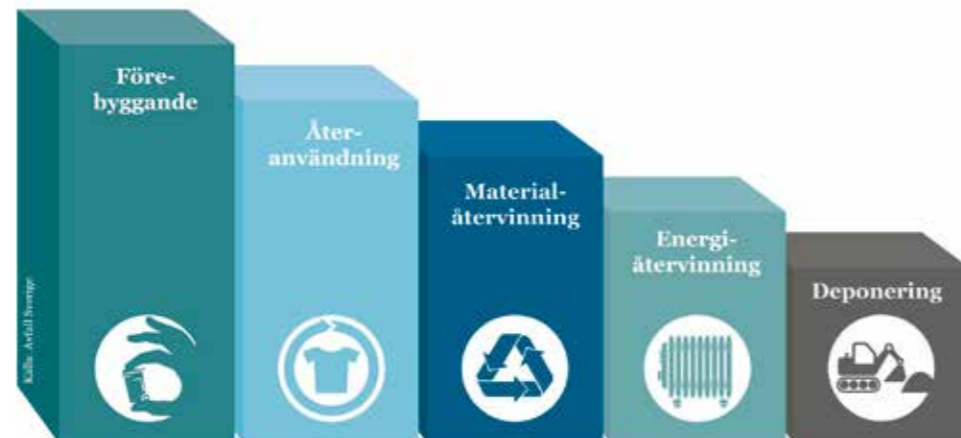 Före-
byggande
Åter-
användning
Material-
återvinning
Energi-
återvinning
Deponering
Källa: Avfall Sverige